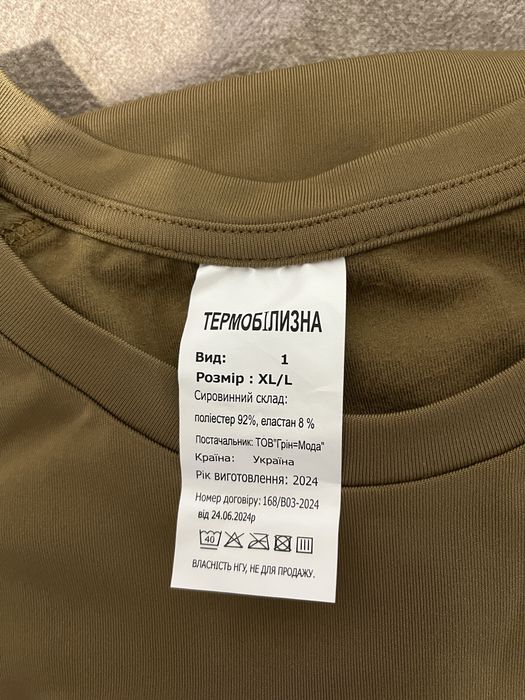 ТЕРМОБІЛИЗНА
Вид: 1
Розмір : XL/L
Сировинний склад:
поліестер 92%, еластан 8 %
Постачальник: ТОВ"Грін=Мода"
Країна: Україна
Рік виготовлення: 2024
Номер договіру: 168/В03-2024
від 24.06.2024р
40
ВЛАСНІСТЬ НГУ, НЕ ДЛЯ ПРОДАЖУ.